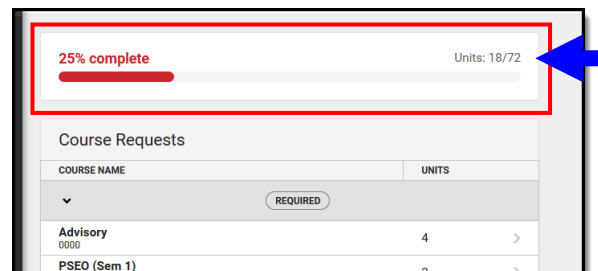 25% complete
Units: 18/72
Course Requests
COURSE NAME
UNITS
REQUIRED
Advisory
4
0000
PSEO (Sem 1)